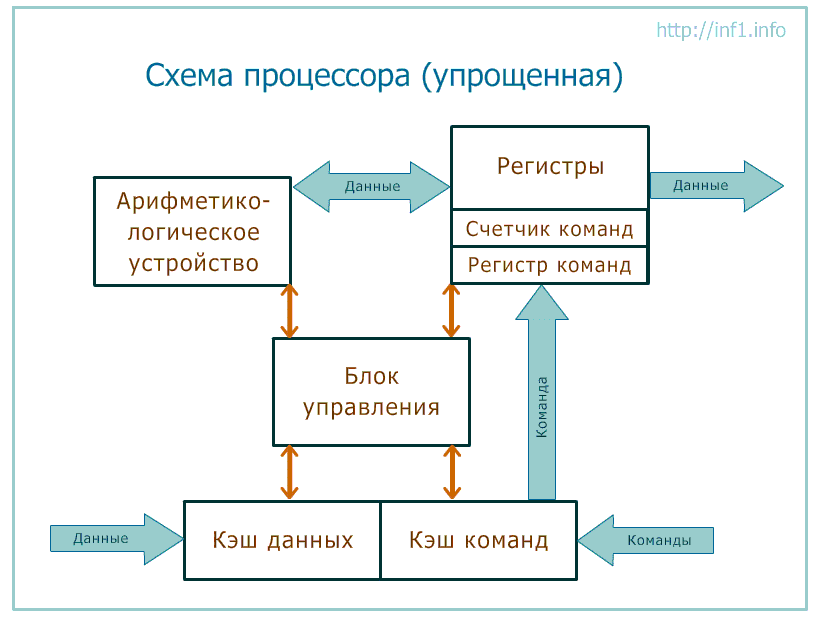 http://inf1.info
Схема процессора (упрощенная)
Арифметико-
логическое
устройство
Данные
Регистры
Счетчик команд
Регистр команд
Данные
Блок
управления
Команда
Данные
Кэш данных
Кэш команд
Команды